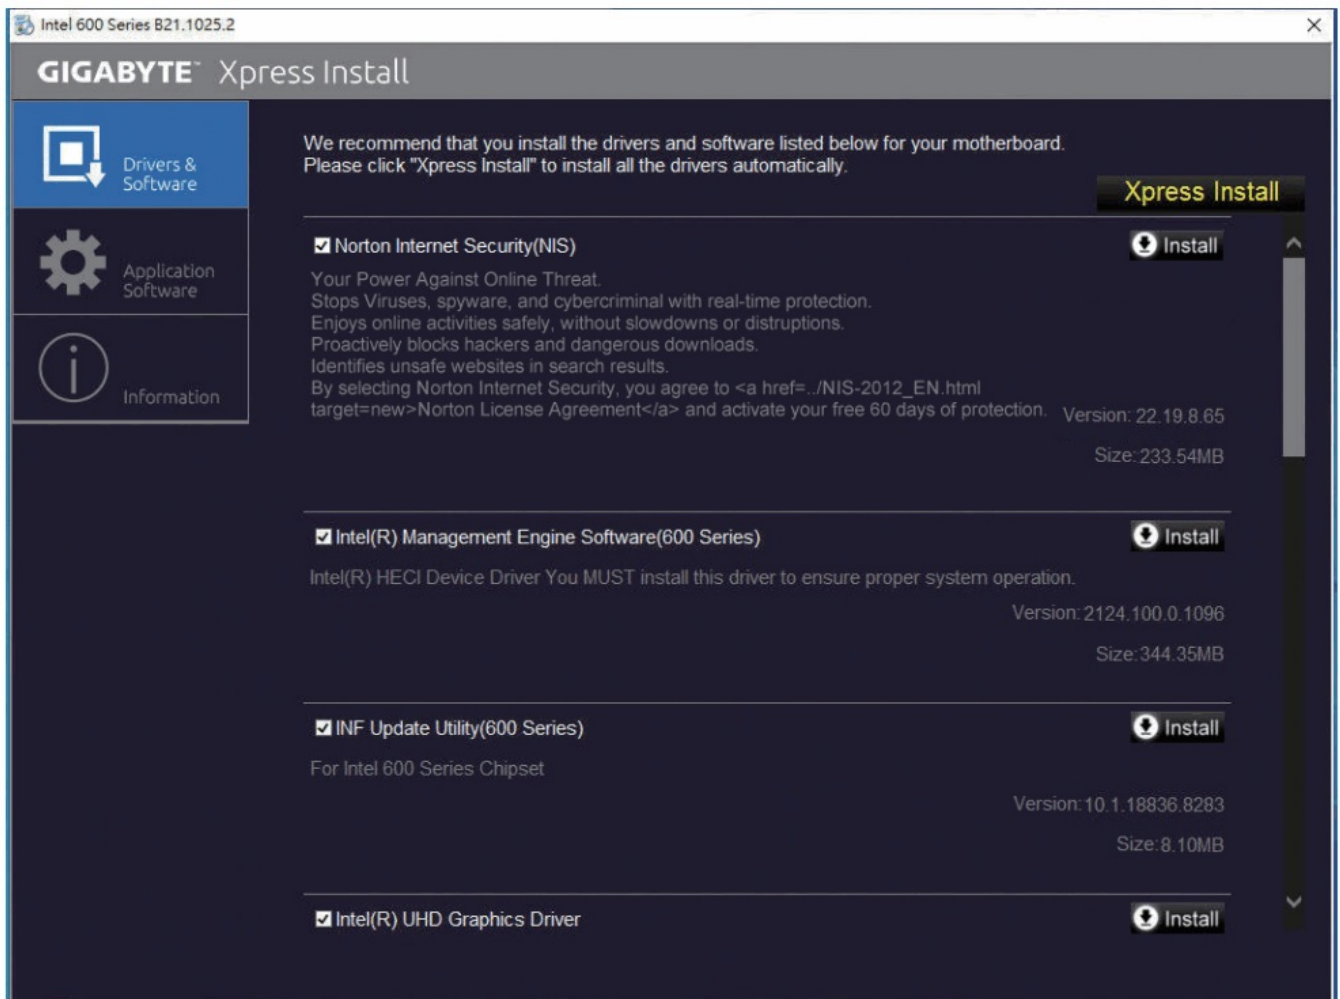 Intel 600 Series B21.1025.2
GIGABYTE™ Xpress Install
Drivers &
Software
Application
Software
Information
We recommend that you install the drivers and software listed below for your motherboard.
Please click "Xpress Install" to install all the drivers automatically.
Xpress Install
Norton Internet Security(NIS)
Install
Your Power Against Online Threat.
Stops Viruses, spyware, and cybercriminal with real-time protection.
Enjoys online activities safely, without slowdowns or distruptions.
Proactively blocks hackers and dangerous downloads.
Identifies unsafe websites in search results.
By selecting Norton Internet Security, you agree to <a href=../NIS-2012_EN.html
target=new>Norton License Agreement</a> and activate your free 60 days of protection.
Version: 22.19.8.65
Size:233.54MB
Intel(R) Management Engine Software(600 Series)
Install
Intel(R) HECI Device Driver You MUST install this driver to ensure proper system operation.
Version:2124.100.0.1096
Size:344.35MB
INF Update Utility(600 Series)
Install
For Intel 600 Series Chipset
Version:10.1.18836.8283
Size:8.10MB
Intel(R) UHD Graphics Driver
Install